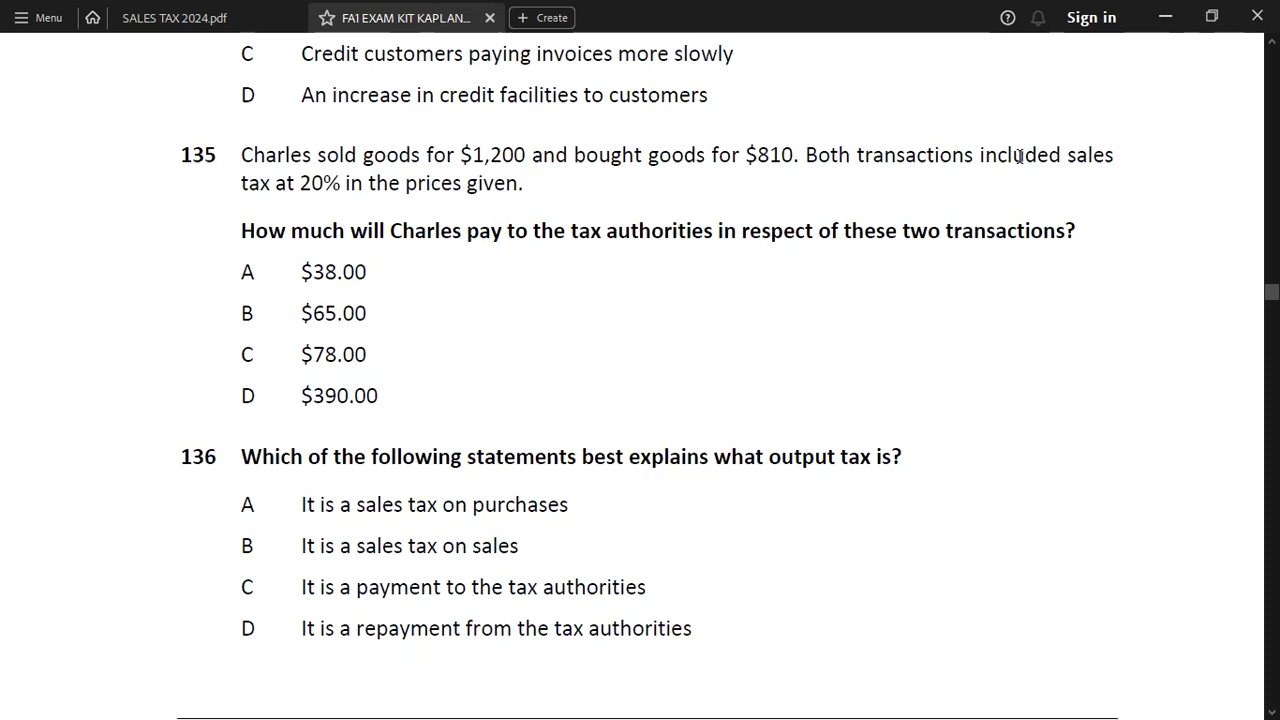 Menu
SALES TAX 2024.pdf
FA1 EXAM KIT KAPLAN...
Create
Sign in
C Credit customers paying invoices more slowly
D An increase in credit facilities to customers
135 Charles sold goods for $1,200 and bought goods for $810. Both transactions included sales
tax at 20% in the prices given.
How much will Charles pay to the tax authorities in respect of these two transactions?
A $38.00
B $65.00
C $78.00
D $390.00
136 Which of the following statements best explains what output tax is?
A It is a sales tax on purchases
B It is a sales tax on sales
C It is a payment to the tax authorities
D It is a repayment from the tax authorities